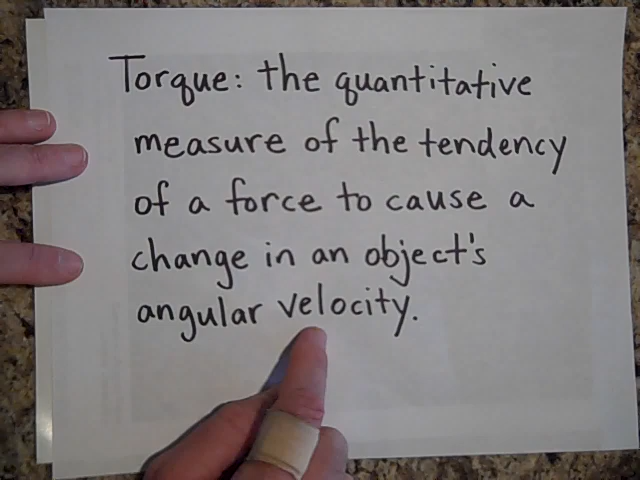 Torque: the quantitative
measure of the tendency
of a force to cause a
change in an object's
angular velocity.